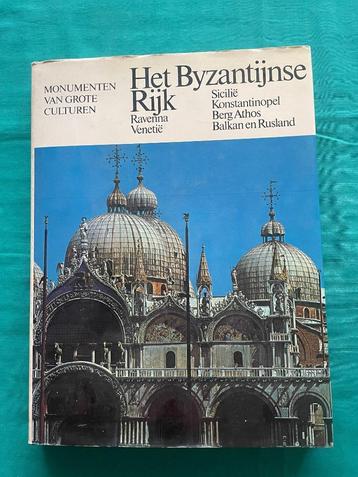 MONUMENTEN
VAN GROTE
CULTUREN
Het Byzantijnse
Rijk
Ravenna
Venetië
Sicilië
Konstantinopel
Berg Athos
Balkan en Rusland